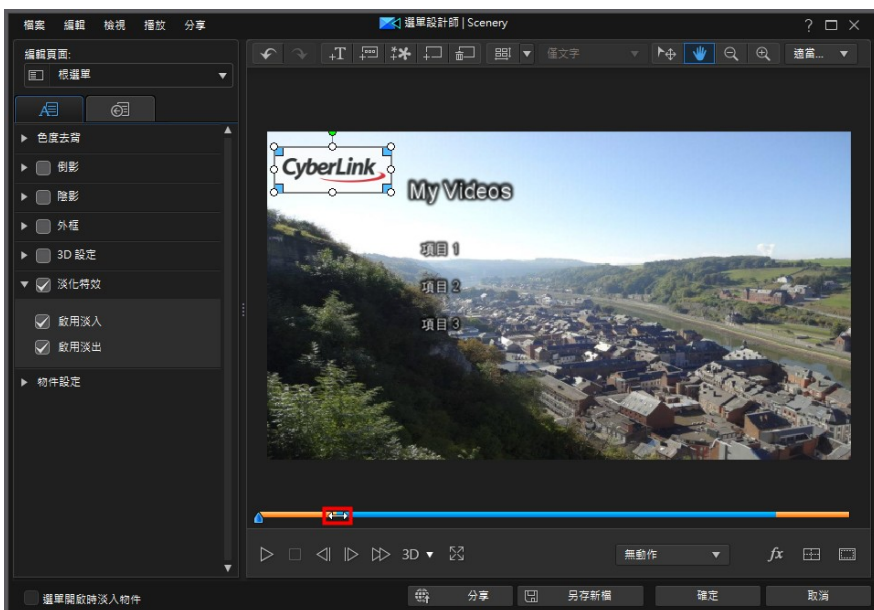 檔案 編輯 檢視 播放 分享
選單設計師 | Scenery
?
編輯頁面:
根選單
+T
僅文字
適當...
A
色度去背
倒影
陰影
外框
3D 設定
淡化特效
啟用淡入
啟用淡出
物件設定
CyberLink
My Videos
項目 1
項目 2
項目 3
3D
無動作
fx
選單開啟時淡入物件
分享
另存新檔
確定
取消